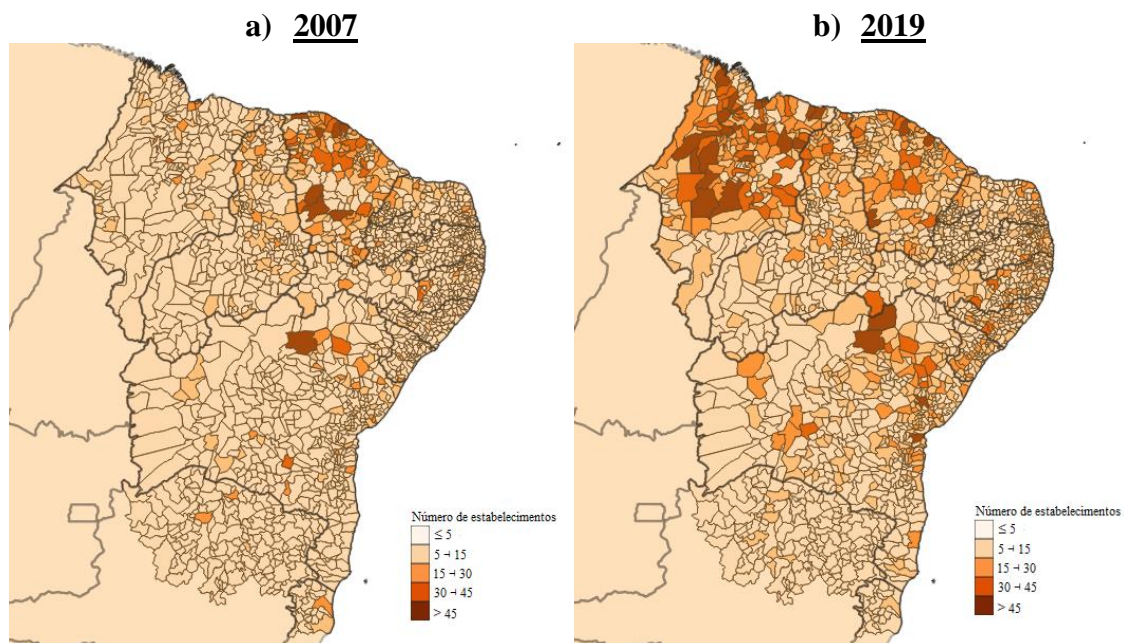 a) 2007
b) 2019
Número de estabelecimentos
≤ 5
5 ⊣ 15
15 ⊣ 30
30 ⊣ 45
> 45
Número de estabelecimentos
≤ 5
5 ⊣ 15
15 ⊣ 30
30 ⊣ 45
> 45